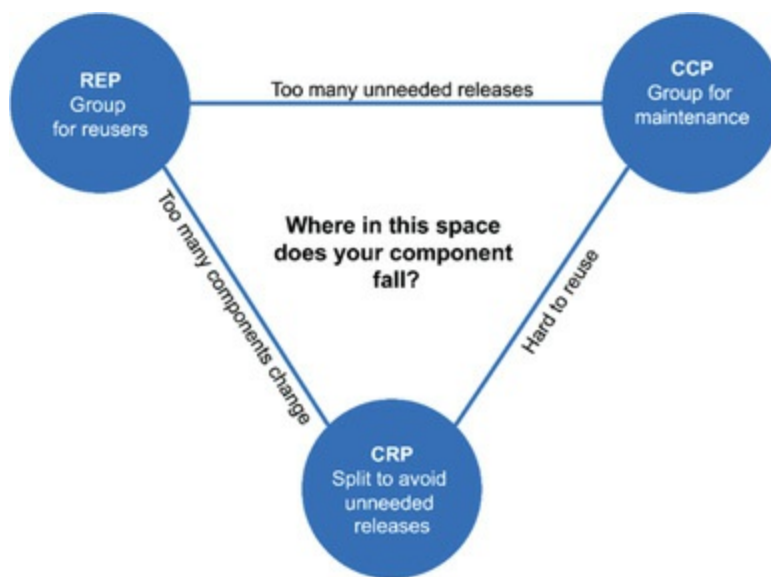 REP
Group
for reusers
Too many unneeded releases
CCP
Group for
maintenance
Too many components change
Where in this space
does your component
fall?
Hard to reuse
CRP
Split to avoid
unneeded
releases